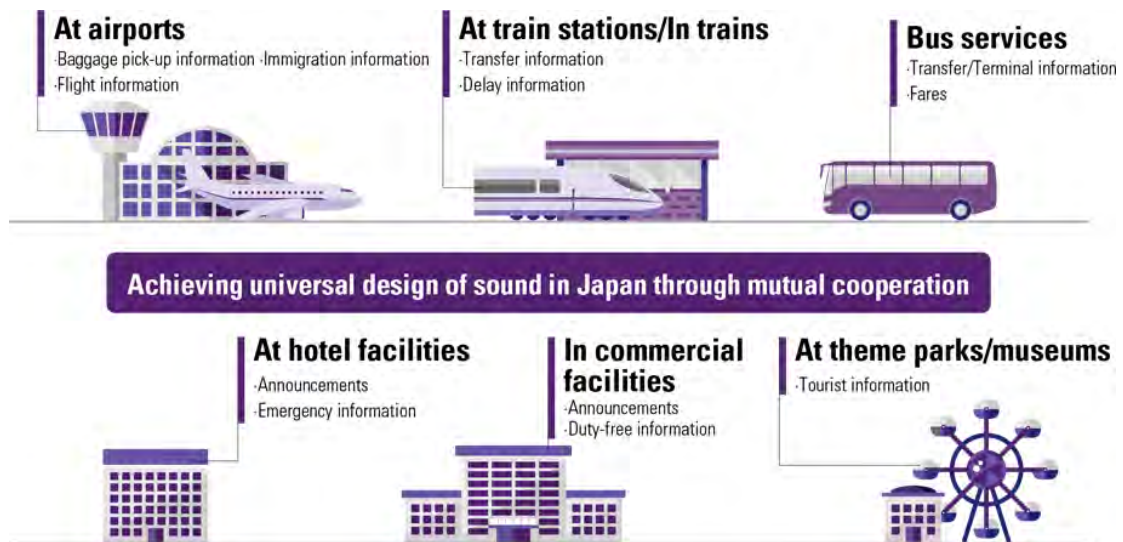 At airports
·Baggage pick-up information ·Immigration information
·Flight information
At train stations/In trains
·Transfer information
·Delay information
Bus services
·Transfer/Terminal information
·Fares
Achieving universal design of sound in Japan through mutual cooperation
At hotel facilities
·Announcements
·Emergency information
In commercial
facilities
·Announcements
·Duty-free information
At theme parks/museums
·Tourist information